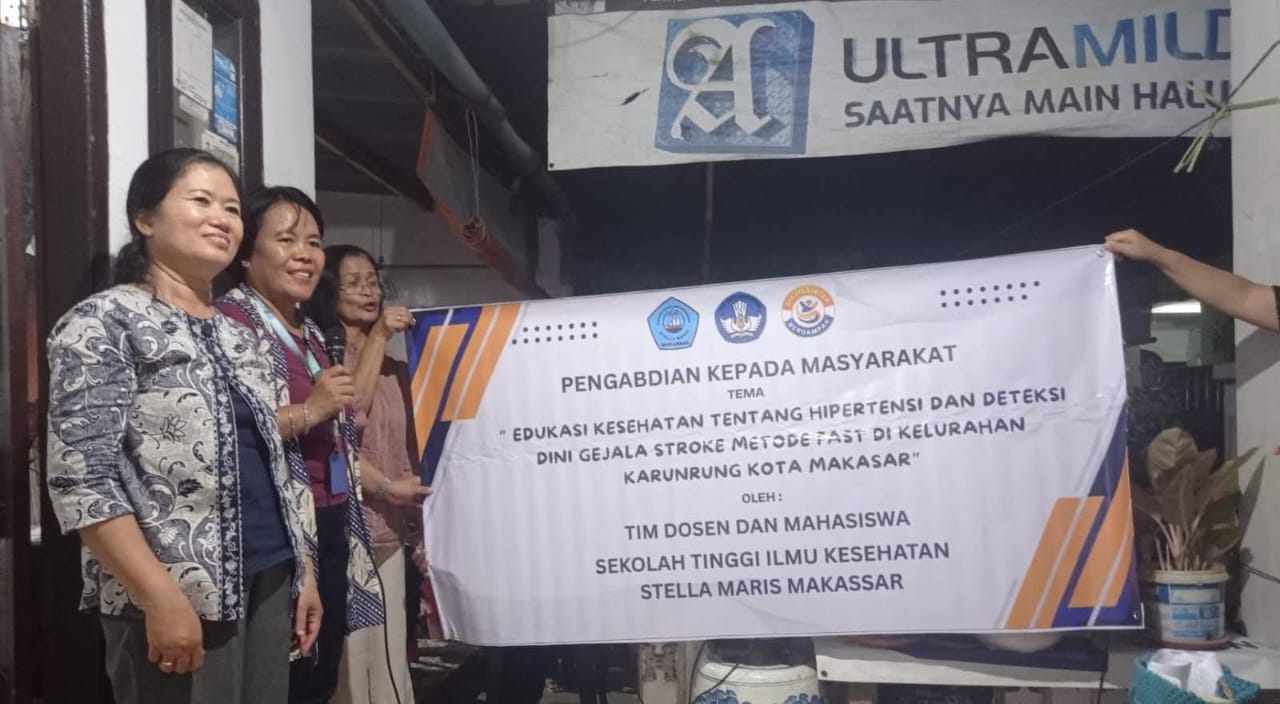 A ULTRAMILD
SAATNYA MAIN HALU
PENGABDIAN KEPADA MASYARAKAT
TEMA
" EDUKASI KESEHATAN TENTANG HIPERTENSI DAN DETEKSI
DINI GEJALA STROKE METODE FAST DI KELURAHAN
KARUNRUNG KOTA MAKASAR"
OLEH :
TIM DOSEN DAN MAHASISWA
SEKOLAH TINGGI ILMU KESEHATAN
STELLA MARIS MAKASSAR